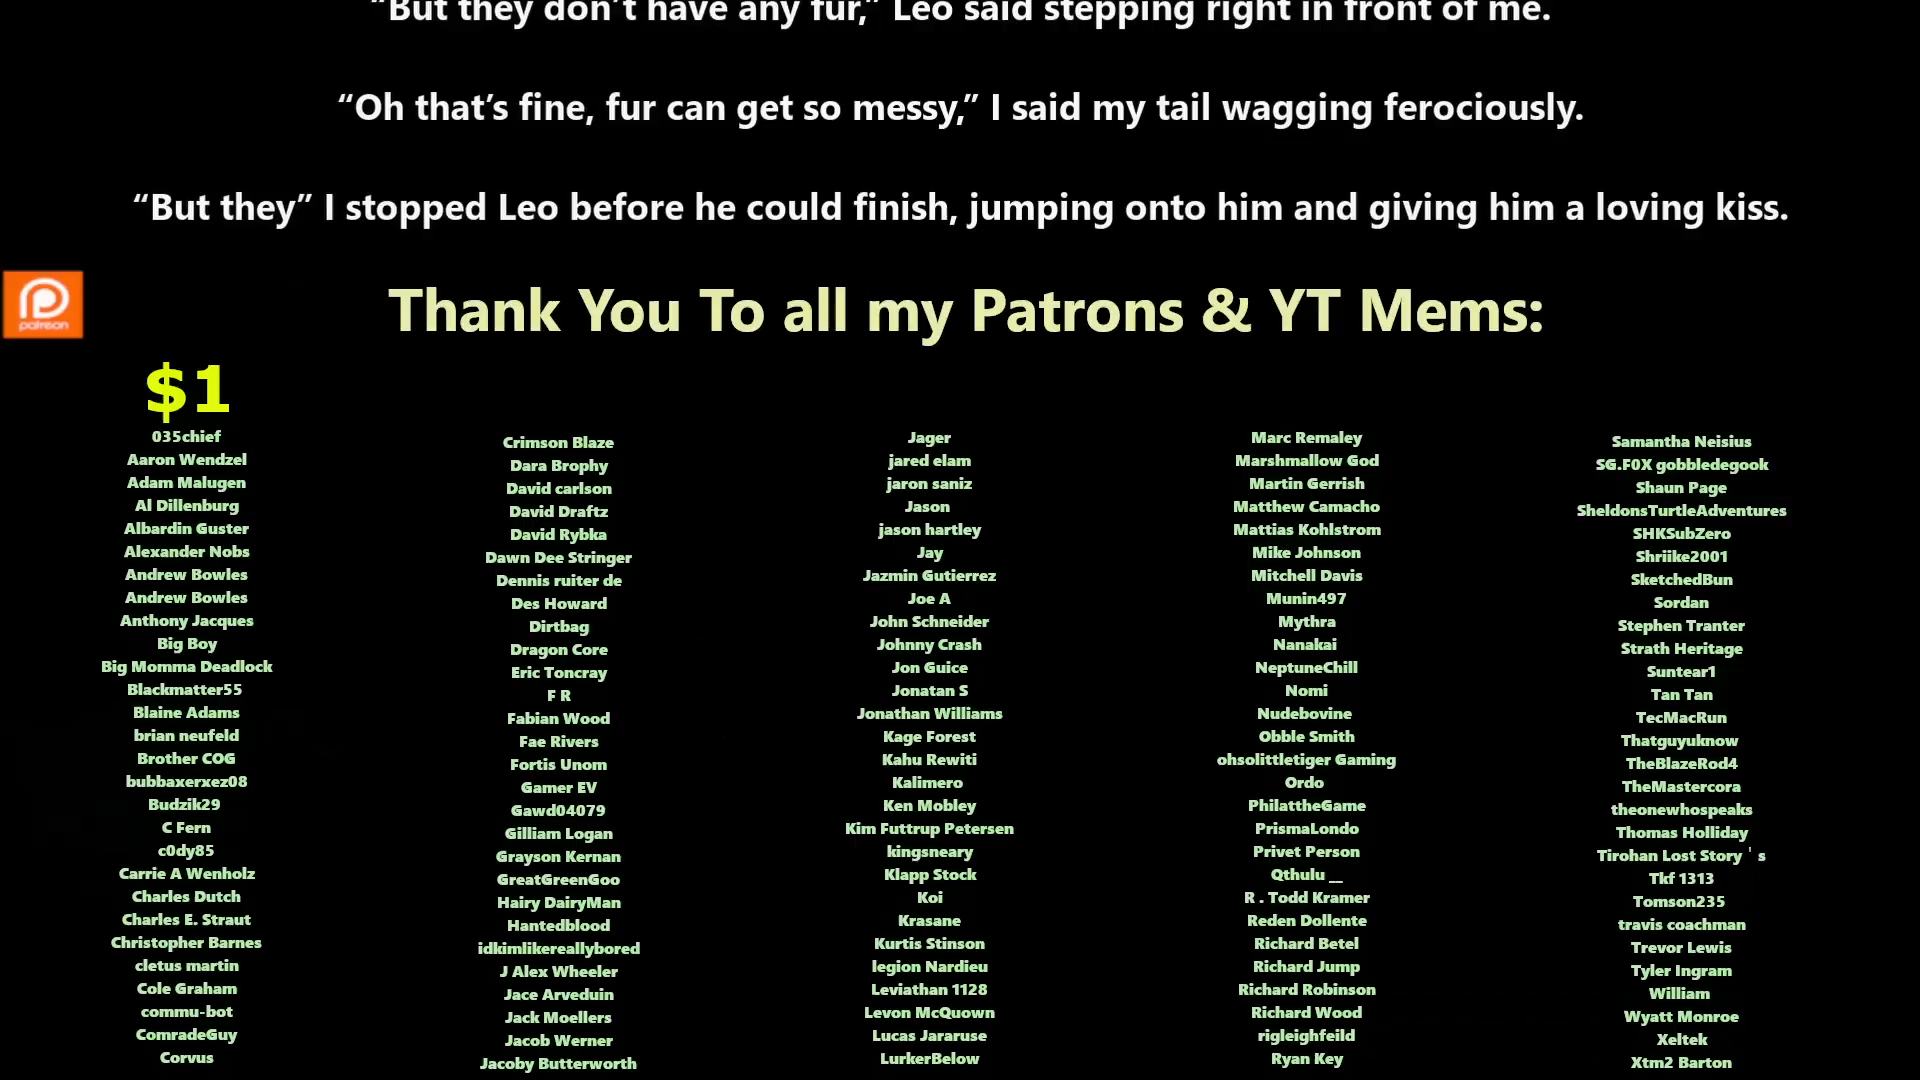 “But they don’t have any fur,” Leo said stepping right in front of me.
“Oh that’s fine, fur can get so messy,” I said my tail wagging ferociously.
“But they” I stopped Leo before he could finish, jumping onto him and giving him a loving kiss.
patreon
Thank You To all my Patrons & YT Mems:
$1
035chief
Aaron Wendzel
Adam Malugen
Al Dillenburg
Albardin Guster
Alexander Nobs
Andrew Bowles
Andrew Bowles
Anthony Jacques
Big Boy
Big Momma Deadlock
Blackmatter55
Blaine Adams
brian neufeld
Brother COG
bubbaxerxez08
Budzik29
C Fern
c0dy85
Carrie A Wenholz
Charles Dutch
Charles E. Straut
Christopher Barnes
cletus martin
Cole Graham
commu-bot
ComradeGuy
Corvus
Crimson Blaze
Dara Brophy
David carlson
David Draftz
David Rybka
Dawn Dee Stringer
Dennis ruiter de
Des Howard
Dirtbag
Dragon Core
Eric Toncray
F R
Fabian Wood
Fae Rivers
Fortis Unom
Gamer EV
Gawd04079
Gilliam Logan
Grayson Kernan
GreatGreenGoo
Hairy DairyMan
Hantedblood
idkimlikereallybored
J Alex Wheeler
Jace Arveduin
Jack Moellers
Jacob Werner
Jacoby Butterworth
Jager
jared elam
jaron saniz
Jason
jason hartley
Jay
Jazmin Gutierrez
Joe A
John Schneider
Johnny Crash
Jon Guice
Jonatan S
Jonathan Williams
Kage Forest
Kahu Rewiti
Kalimero
Ken Mobley
Kim Futtrup Petersen
kingsneary
Klapp Stock
Koi
Krasane
Kurtis Stinson
legion Nardieu
Leviathan 1128
Levon McQuown
Lucas Jararuse
LurkerBelow
Marc Remaley
Marshmallow God
Martin Gerrish
Matthew Camacho
Mattias Kohlstrom
Mike Johnson
Mitchell Davis
Munin497
Mythra
Nanakai
NeptuneChill
Nomi
Nudebovine
Obble Smith
ohsolittletiger Gaming
Ordo
PhilattheGame
PrismaLondo
Privet Person
Qthulu __
R . Todd Kramer
Reden Dollente
Richard Betel
Richard Jump
Richard Robinson
Richard Wood
rigleighfeild
Ryan Key
Samantha Neisius
SG.F0X gobbledegook
Shaun Page
SheldonsTurtleAdventures
SHKSubZero
Shriike2001
SketchedBun
Sordan
Stephen Tranter
Strath Heritage
Suntear1
Tan Tan
TecMacRun
Thatguyuknow
TheBlazeRod4
TheMastercora
theonewhospeaks
Thomas Holliday
Tirohan Lost Story ' s
Tkf 1313
Tomson235
travis coachman
Trevor Lewis
Tyler Ingram
William
Wyatt Monroe
Xeltek
Xtm2 Barton